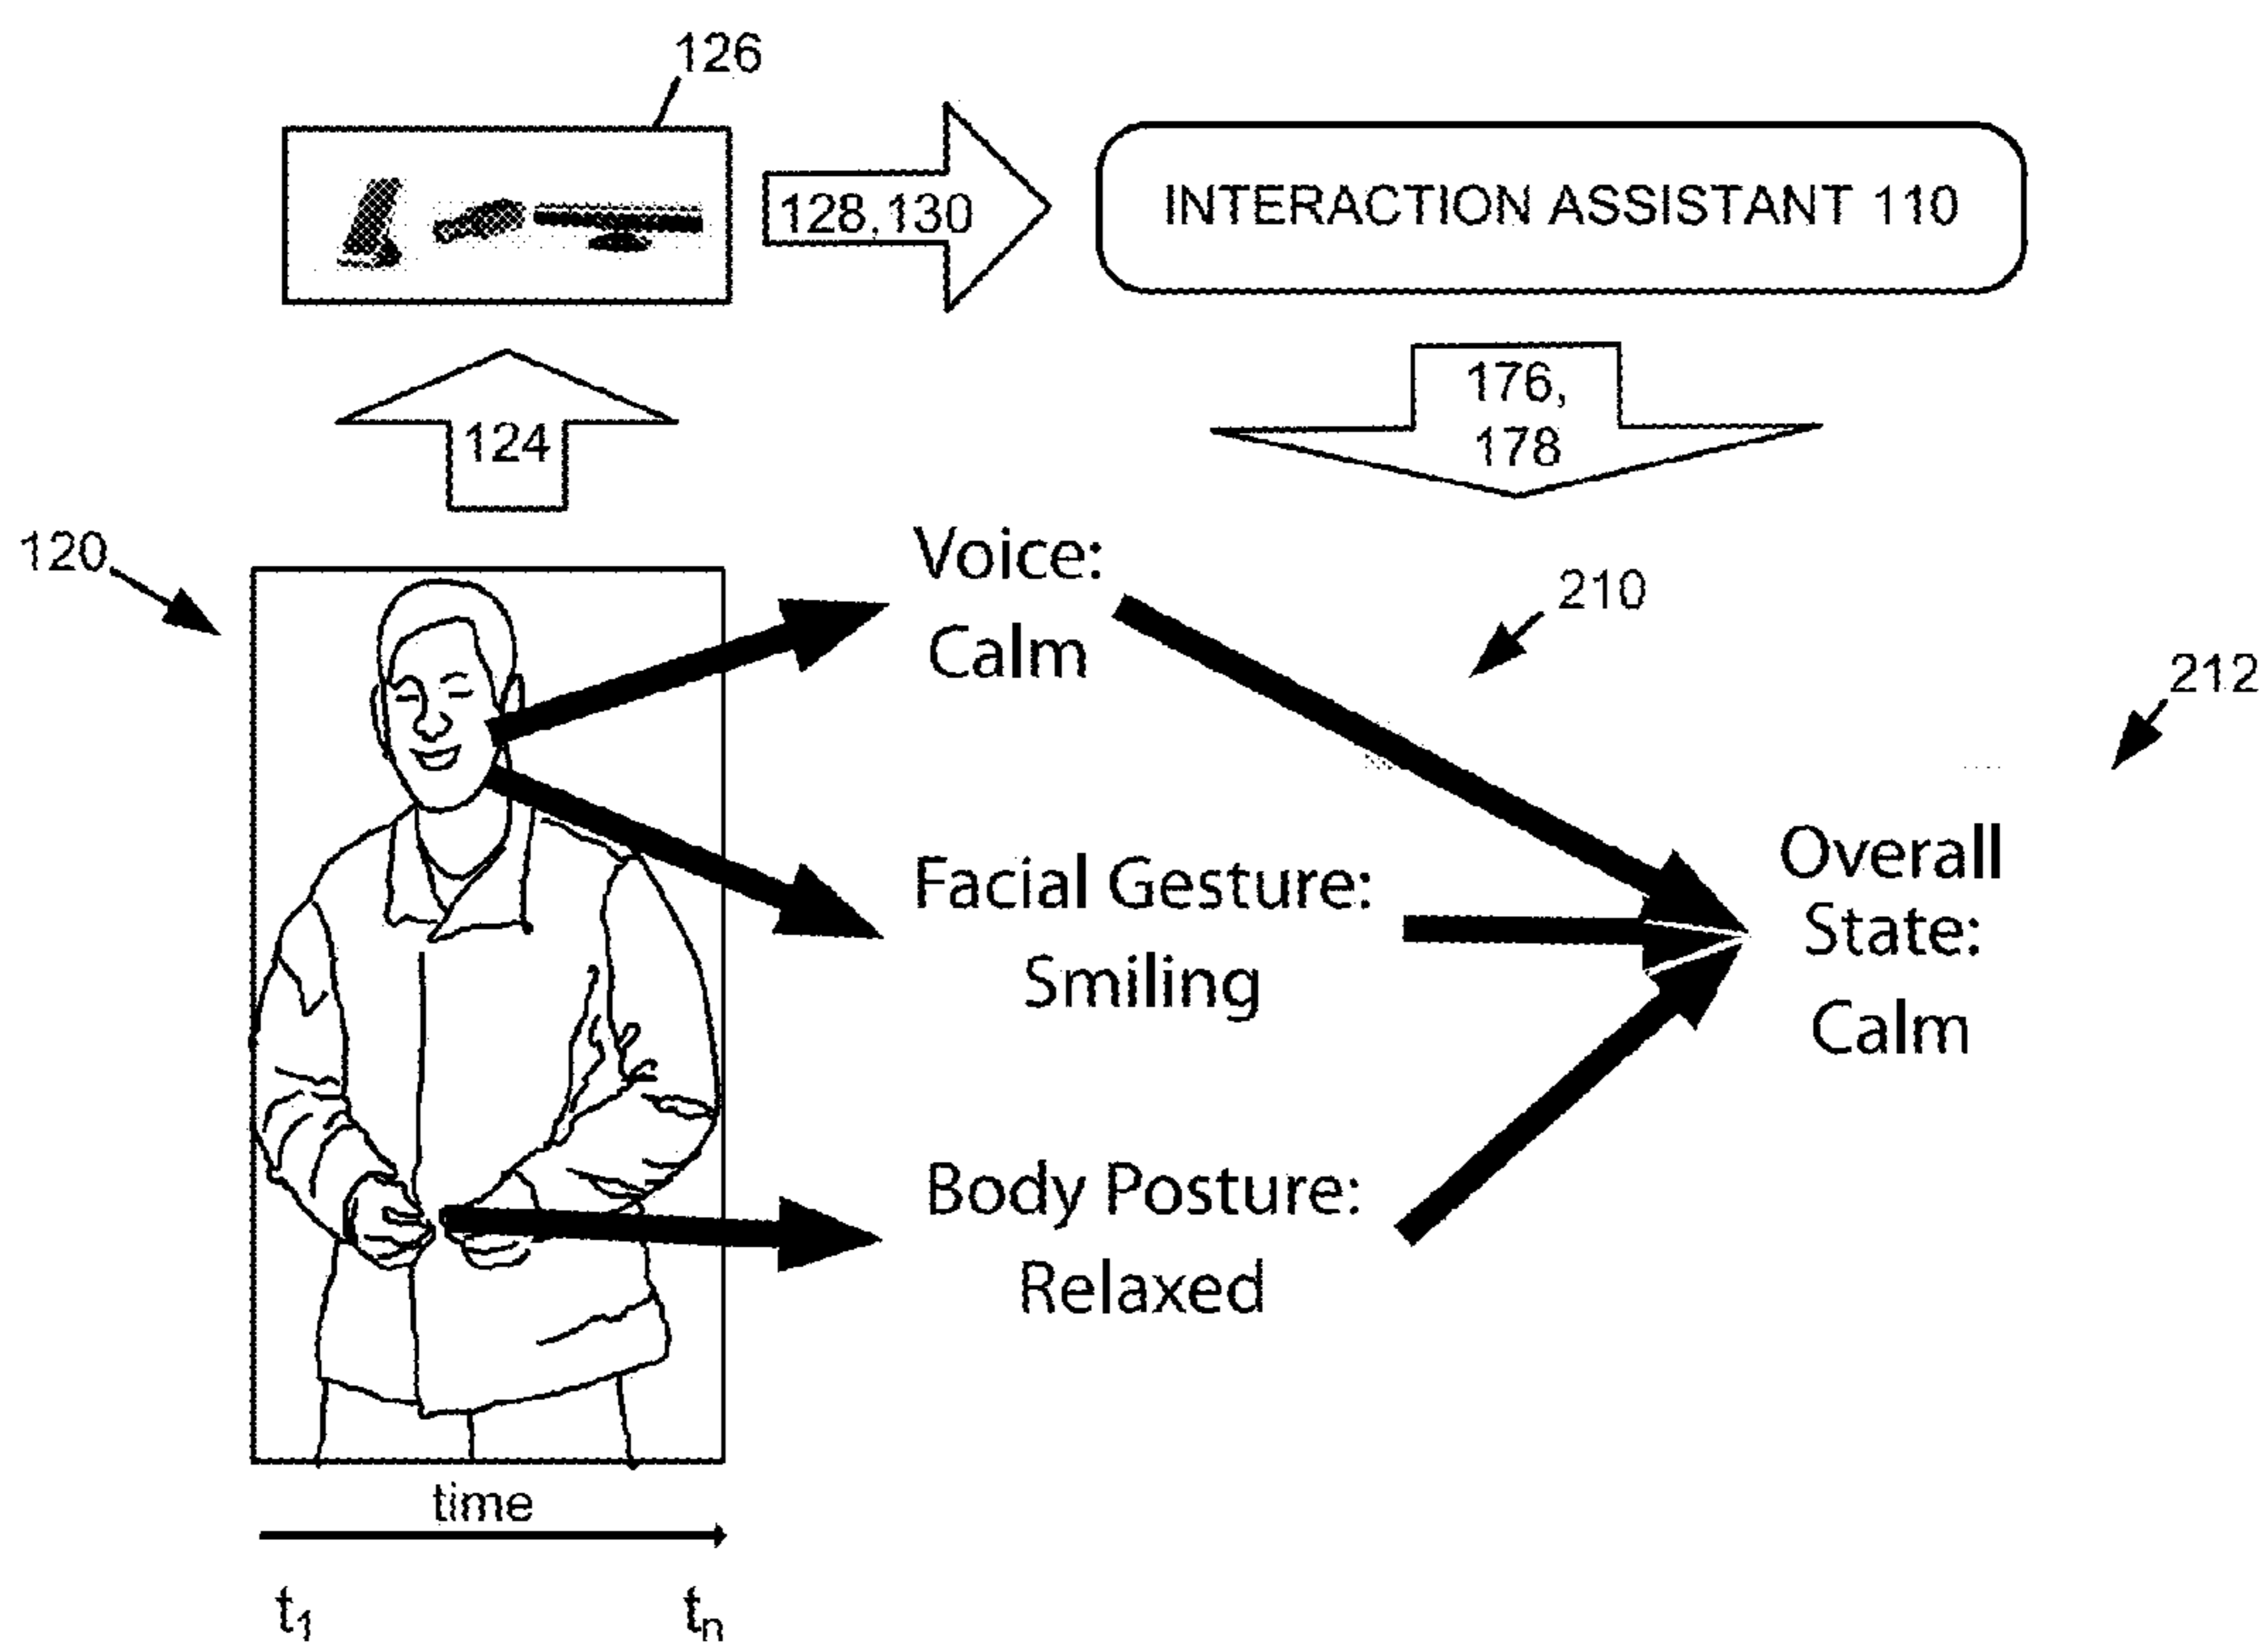 126
128,130
INTERACTION ASSISTANT 110
124
176,
178
120
Voice:
Calm
210
212
Facial Gesture:
Smiling
Overall
State:
Calm
Body Posture:
Relaxed
time
t1
tn